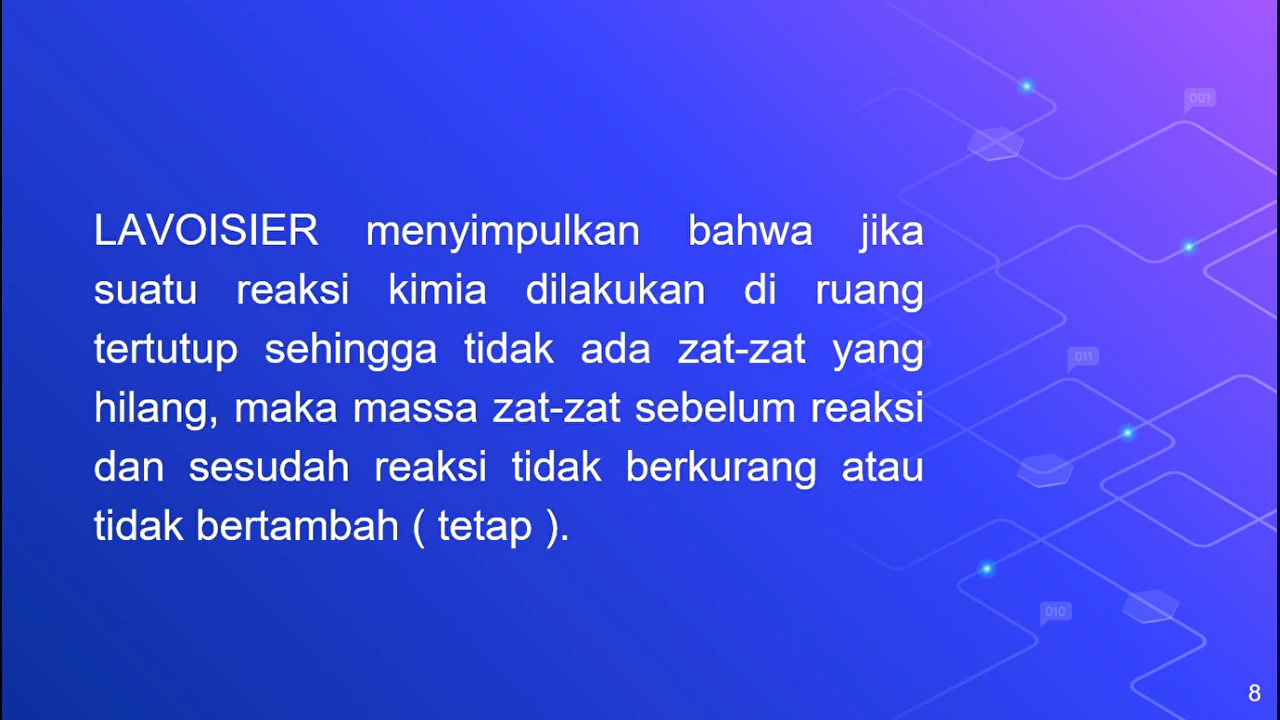 LAVOISIER menyimpulkan bahwa jika
suatu reaksi kimia dilakukan di ruang
tertutup sehingga tidak ada zat-zat yang
hilang, maka massa zat-zat sebelum reaksi
dan sesudah reaksi tidak berkurang atau
tidak bertambah ( tetap ).
001
011
010
8